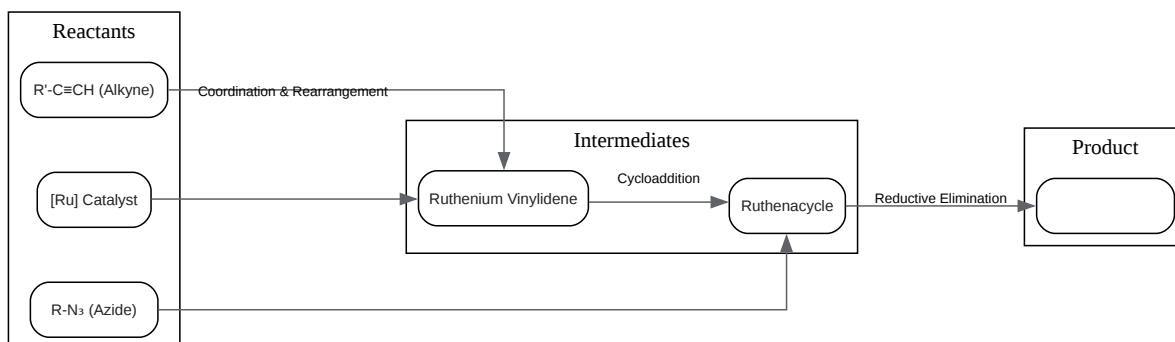 Reactants
R'-C≡CH (Alkyne)
Coordination & Rearrangement
[Ru] Catalyst
R-N₃ (Azide)
Intermediates
Ruthenium Vinylidene
Cycloaddition
Ruthenacycle
Reductive Elimination
Product